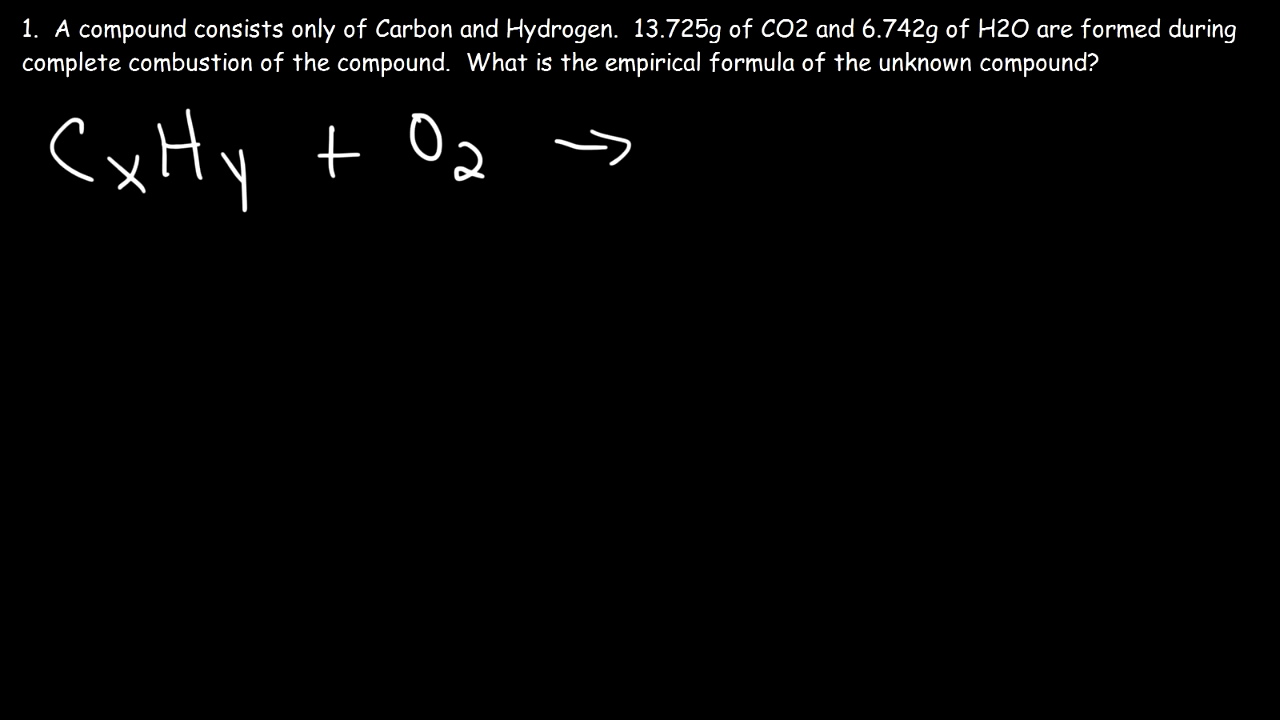 1.  A compound consists only of Carbon and Hydrogen.  13.725g of CO2 and 6.742g of H2O are formed during
complete combustion of the compound.  What is the empirical formula of the unknown compound?
CxHy + O2 →